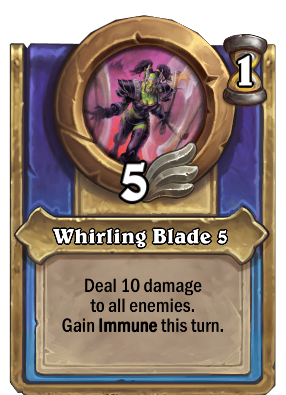 1
5
Whirling Blade 5
Deal 10 damage
to all enemies.
Gain Immune this turn.